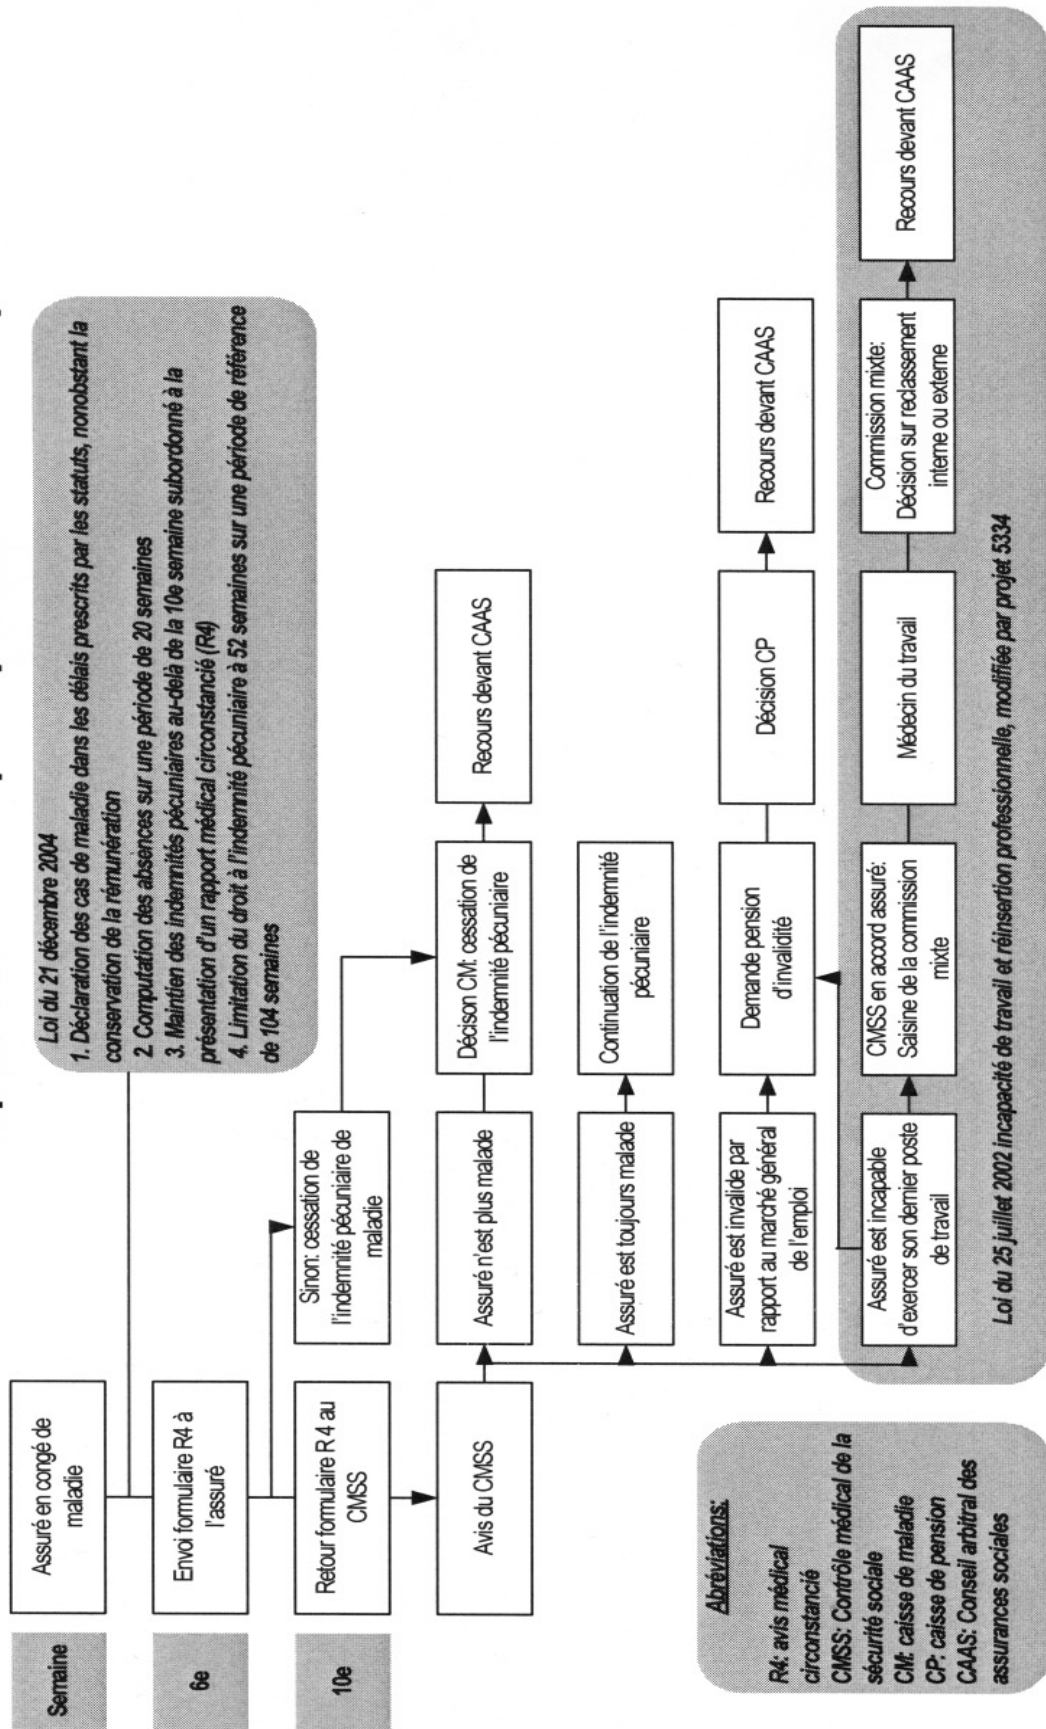 Semaine
Assuré en congé de
maladie
Loi du 21 décembre 2004
1. Déclaration des cas de maladie dans les délais prescrits par les statuts, nonobstant la
conservation de la rémunération
2. Computation des absences sur une période de 20 semaines
3. Maintien des indemnités pécuniaires au-delà de la 10e semaine subordonné à la
présentation d'un rapport médical circonstancié (R4)
4. Limitation du droit à l'indemnité pécuniaire à 52 semaines sur une période de référence
de 104 semaines
6e
Envoi formulaire R4 à
l'assuré
10e
Retour formulaire R 4 au
CMSS
Sinon: cessation de
l'indemnité pécuniaire de
maladie
Avis du CMSS
Assuré n'est plus malade
Décison CM: cessation de
l'indemnité pécuniaire
Recours devant CAAS
Assuré est toujours malade
Continuation de l'indemnité
pécuniaire
Assuré est invalide par
rapport au marché général
de l'emploi
Demande pension
d'invalidité
Décision CP
Recours devant CAAS
Assuré est incapable
d'exercer son dernier poste
de travail
CMSS en accord assuré:
Saisine de la commission
mixte
Médecin du travail
Commission mixte:
Décision sur reclassement
interne ou externe
Recours devant CAAS
Loi du 25 juillet 2002 incapacité de travail et réinsertion professionnelle, modifiée par projet 5334
Abréviations:
R4: avis médical
circonstancié
CMSS: Contrôle médical de la
sécurité sociale
CM: caisse de maladie
CP: caisse de pension
CAAS: Conseil arbitral des
assurances sociales